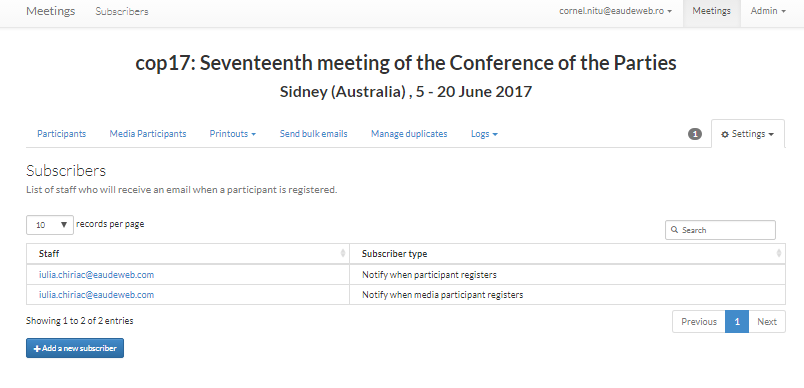 Meetings Subscribers cornel.nitu@eaudeweb.ro Meetings Admin
cop17: Seventeenth meeting of the Conference of the Parties
Sidney (Australia) , 5 - 20 June 2017
Participants Media Participants Printouts Send bulk emails Manage duplicates Logs 1 Settings
Subscribers
List of staff who will receive an email when a participant is registered.
10 records per page Search
Staff Subscriber type
iulia.chiriac@eaudeweb.com Notify when participant registers
iulia.chiriac@eaudeweb.com Notify when media participant registers
Showing 1 to 2 of 2 entries Previous 1 Next
+ Add a new subscriber